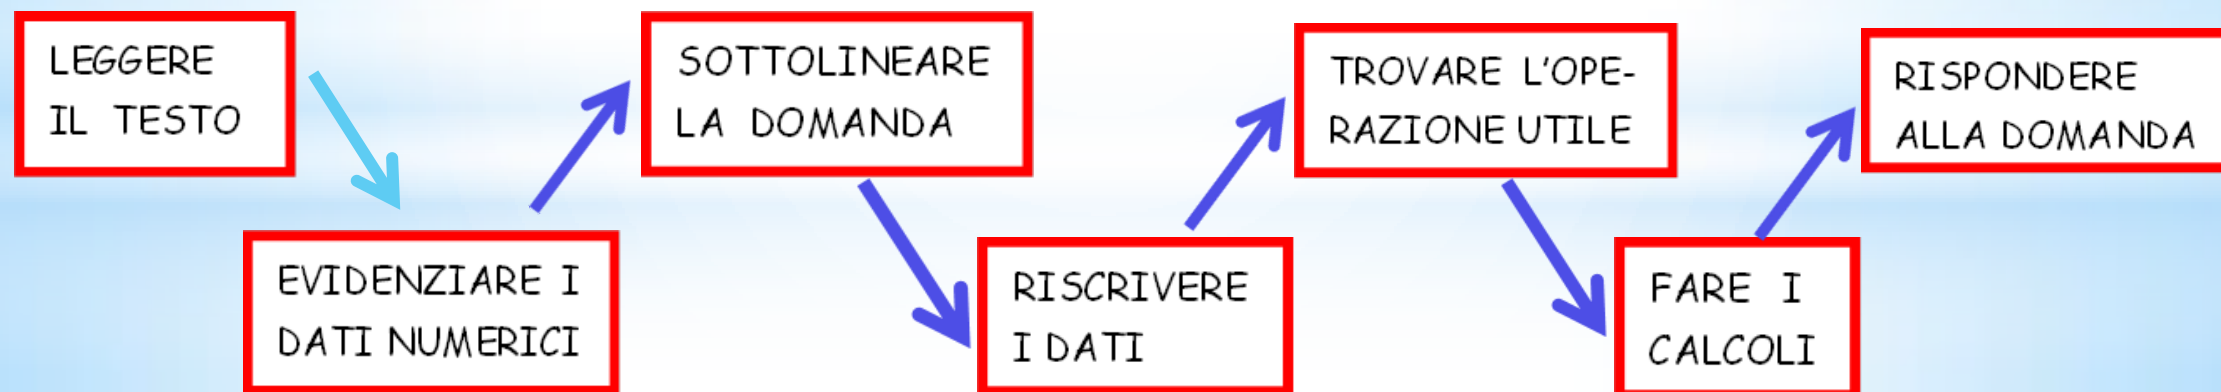 LEGGERE
IL TESTO
EVIDENZIARE I
DATI NUMERICI
SOTTOLINEARE
LA DOMANDA
RISCRIVERE
I DATI
TROVARE L'OPE-
RAZIONE UTILE
FARE I
CALCOLI
RISPONDERE
ALLA DOMANDA